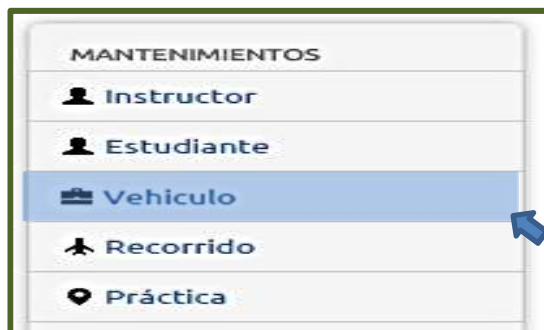 MANTENIMIENTOS
Instructor
Estudiante
Vehiculo
Recorrido
Práctica